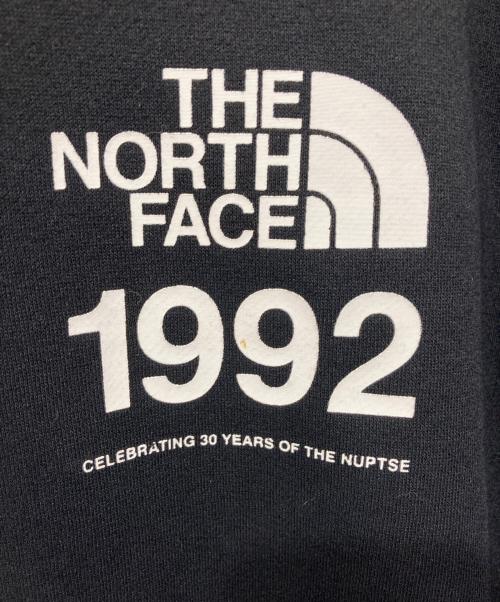 THE
NORTH
FACE
1992
CELEBRATING 30 YEARS OF THE NUPTSE